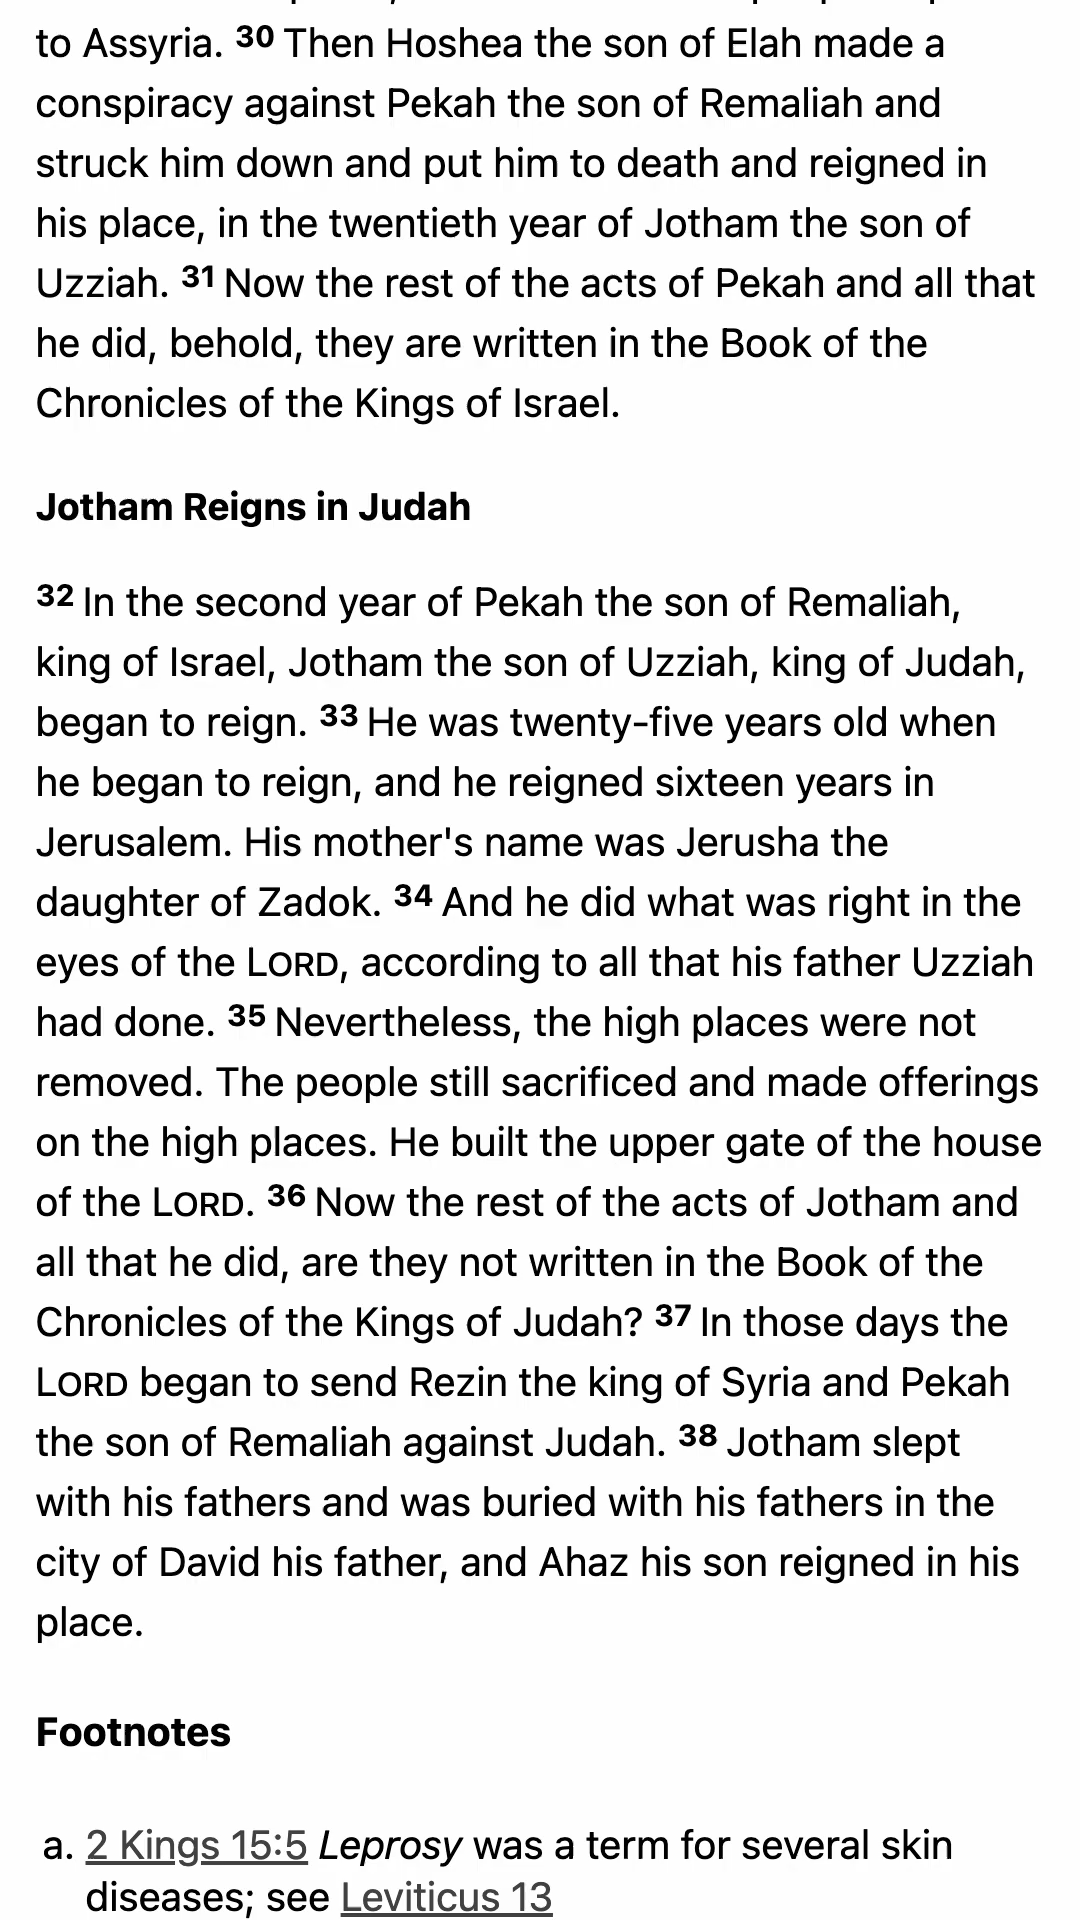 to Assyria. 30 Then Hoshea the son of Elah made a
conspiracy against Pekah the son of Remaliah and
struck him down and put him to death and reigned in
his place, in the twentieth year of Jotham the son of
Uzziah. 31 Now the rest of the acts of Pekah and all that
he did, behold, they are written in the Book of the
Chronicles of the Kings of Israel.
Jotham Reigns in Judah
32 In the second year of Pekah the son of Remaliah,
king of Israel, Jotham the son of Uzziah, king of Judah,
began to reign. 33 He was twenty-five years old when
he began to reign, and he reigned sixteen years in
Jerusalem. His mother's name was Jerusha the
daughter of Zadok. 34 And he did what was right in the
eyes of the LORD, according to all that his father Uzziah
had done. 35 Nevertheless, the high places were not
removed. The people still sacrificed and made offerings
on the high places. He built the upper gate of the house
of the LORD. 36 Now the rest of the acts of Jotham and
all that he did, are they not written in the Book of the
Chronicles of the Kings of Judah? 37 In those days the
LORD began to send Rezin the king of Syria and Pekah
the son of Remaliah against Judah. 38 Jotham slept
with his fathers and was buried with his fathers in the
city of David his father, and Ahaz his son reigned in his
place.
Footnotes
a. 2 Kings 15:5 Leprosy was a term for several skin
diseases; see Leviticus 13